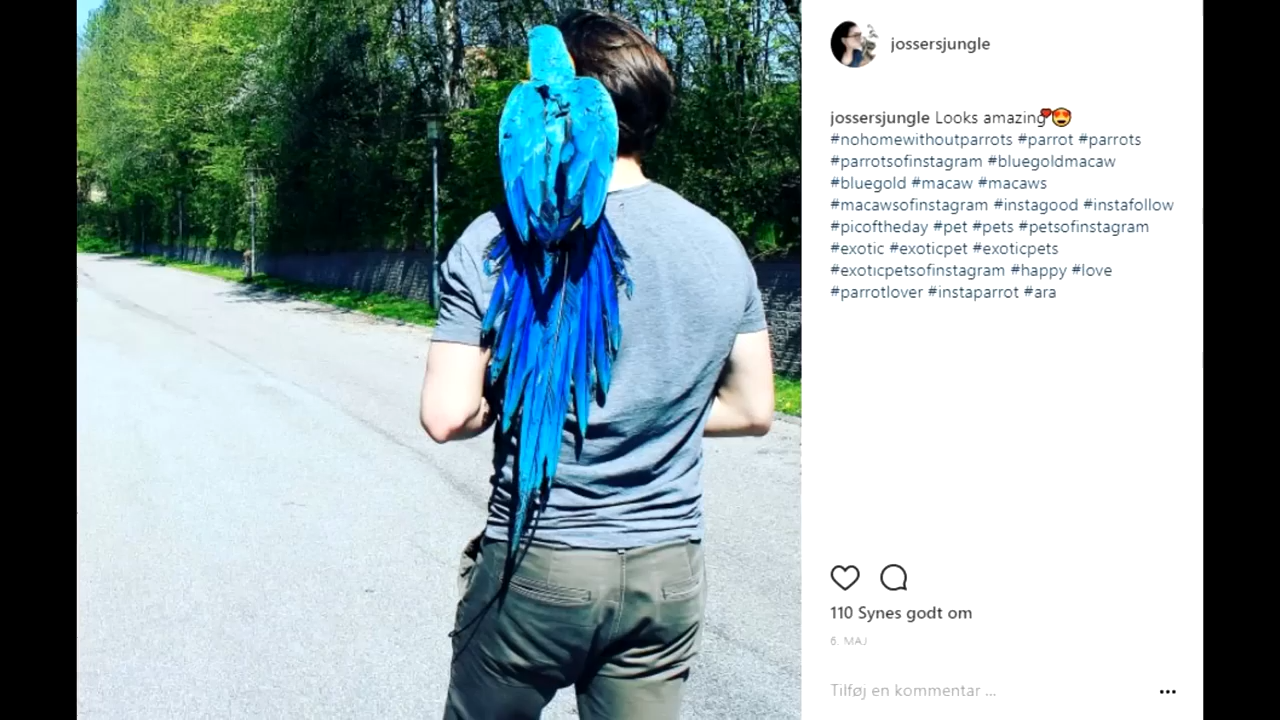 jossersjungle
jossersjungle Looks amazing
#nohomewithoutparrots #parrot #parrots
#parrotsofinstagram #bluegoldmacaw
#bluegold #macaw #macaws
#macawsofinstagram #instagood #instafollow
#picoftheday #pet #pets #petsofinstagram
#exotic #exoticpet #exoticpets
#exoticpetsofinstagram #happy #love
#parrotlover #instaparrot #ara
110 Synes godt om
6. MAJ
Tilføj en kommentar ...